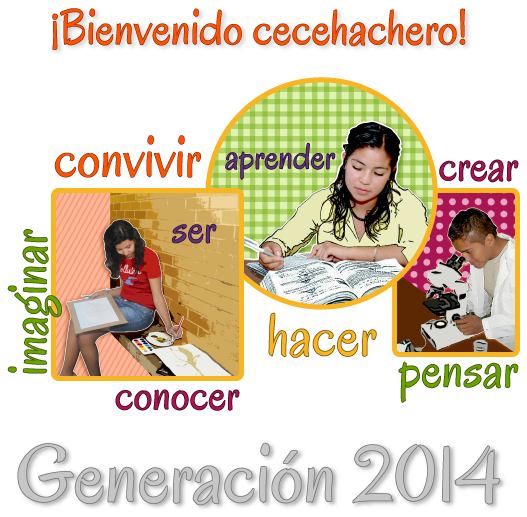 ¡Bienvenido cecehachero!
convivir
aprender
crear
ser
imaginar
hacer
pensar
conocer
Generación 2014